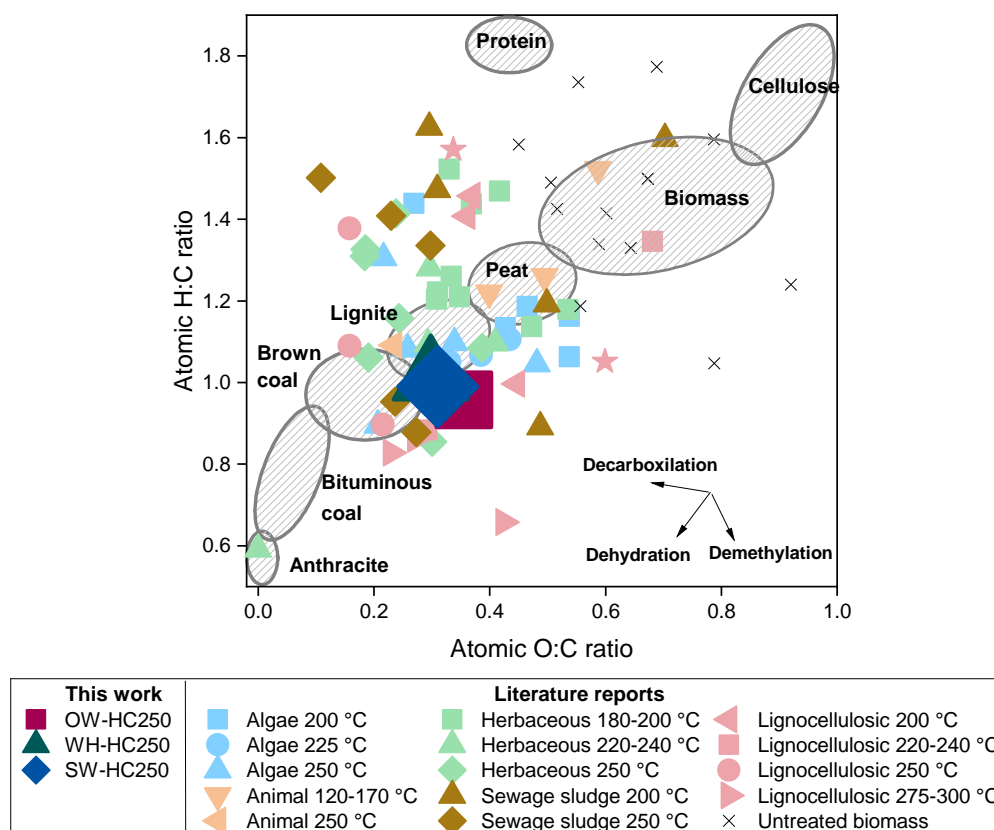 Protein
Cellulose
Biomass
Peat
Lignite
Brown
coal
Bituminous
coal
Anthracite
Decarboxilation
Dehydration
Demethylation
1.8
1.6
1.4
1.2
1.0
0.8
0.6
Atomic H:C ratio
0.0 0.2 0.4 0.6 0.8 1.0
Atomic O:C ratio
This work
OW-HC250
WH-HC250
SW-HC250
Literature reports
Algae 200 °C
Algae 225 °C
Algae 250 °C
Animal 120-170 °C
Animal 250 °C
Herbaceous 180-200 °C
Herbaceous 220-240 °C
Herbaceous 250 °C
Sewage sludge 200 °C
Sewage sludge 250 °C
Lignocellulosic 200 °C
Lignocellulosic 220-240 °C
Lignocellulosic 250 °C
Lignocellulosic 275-300 °C
Untreated biomass